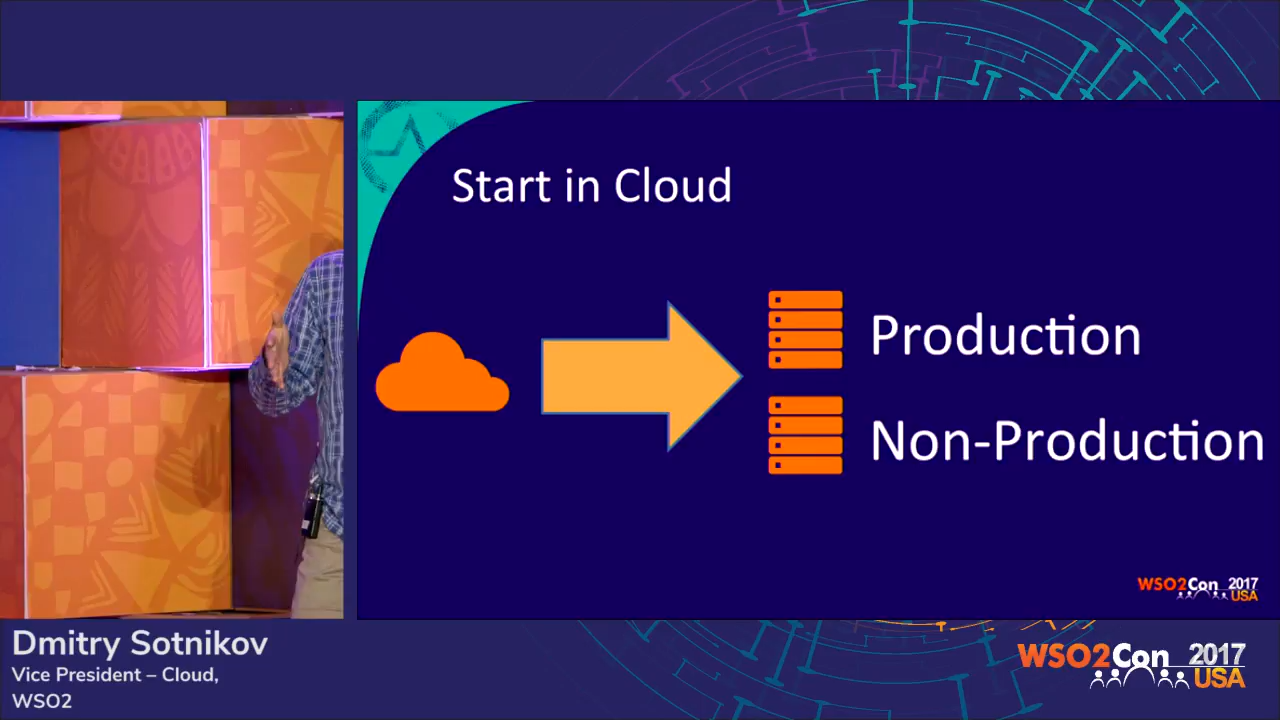 Start in Cloud
Production
Non-Production
WSO2Con 2017
USA
Dmitry Sotnikov
Vice President – Cloud,
WSO2
WSO2Con 2017
USA